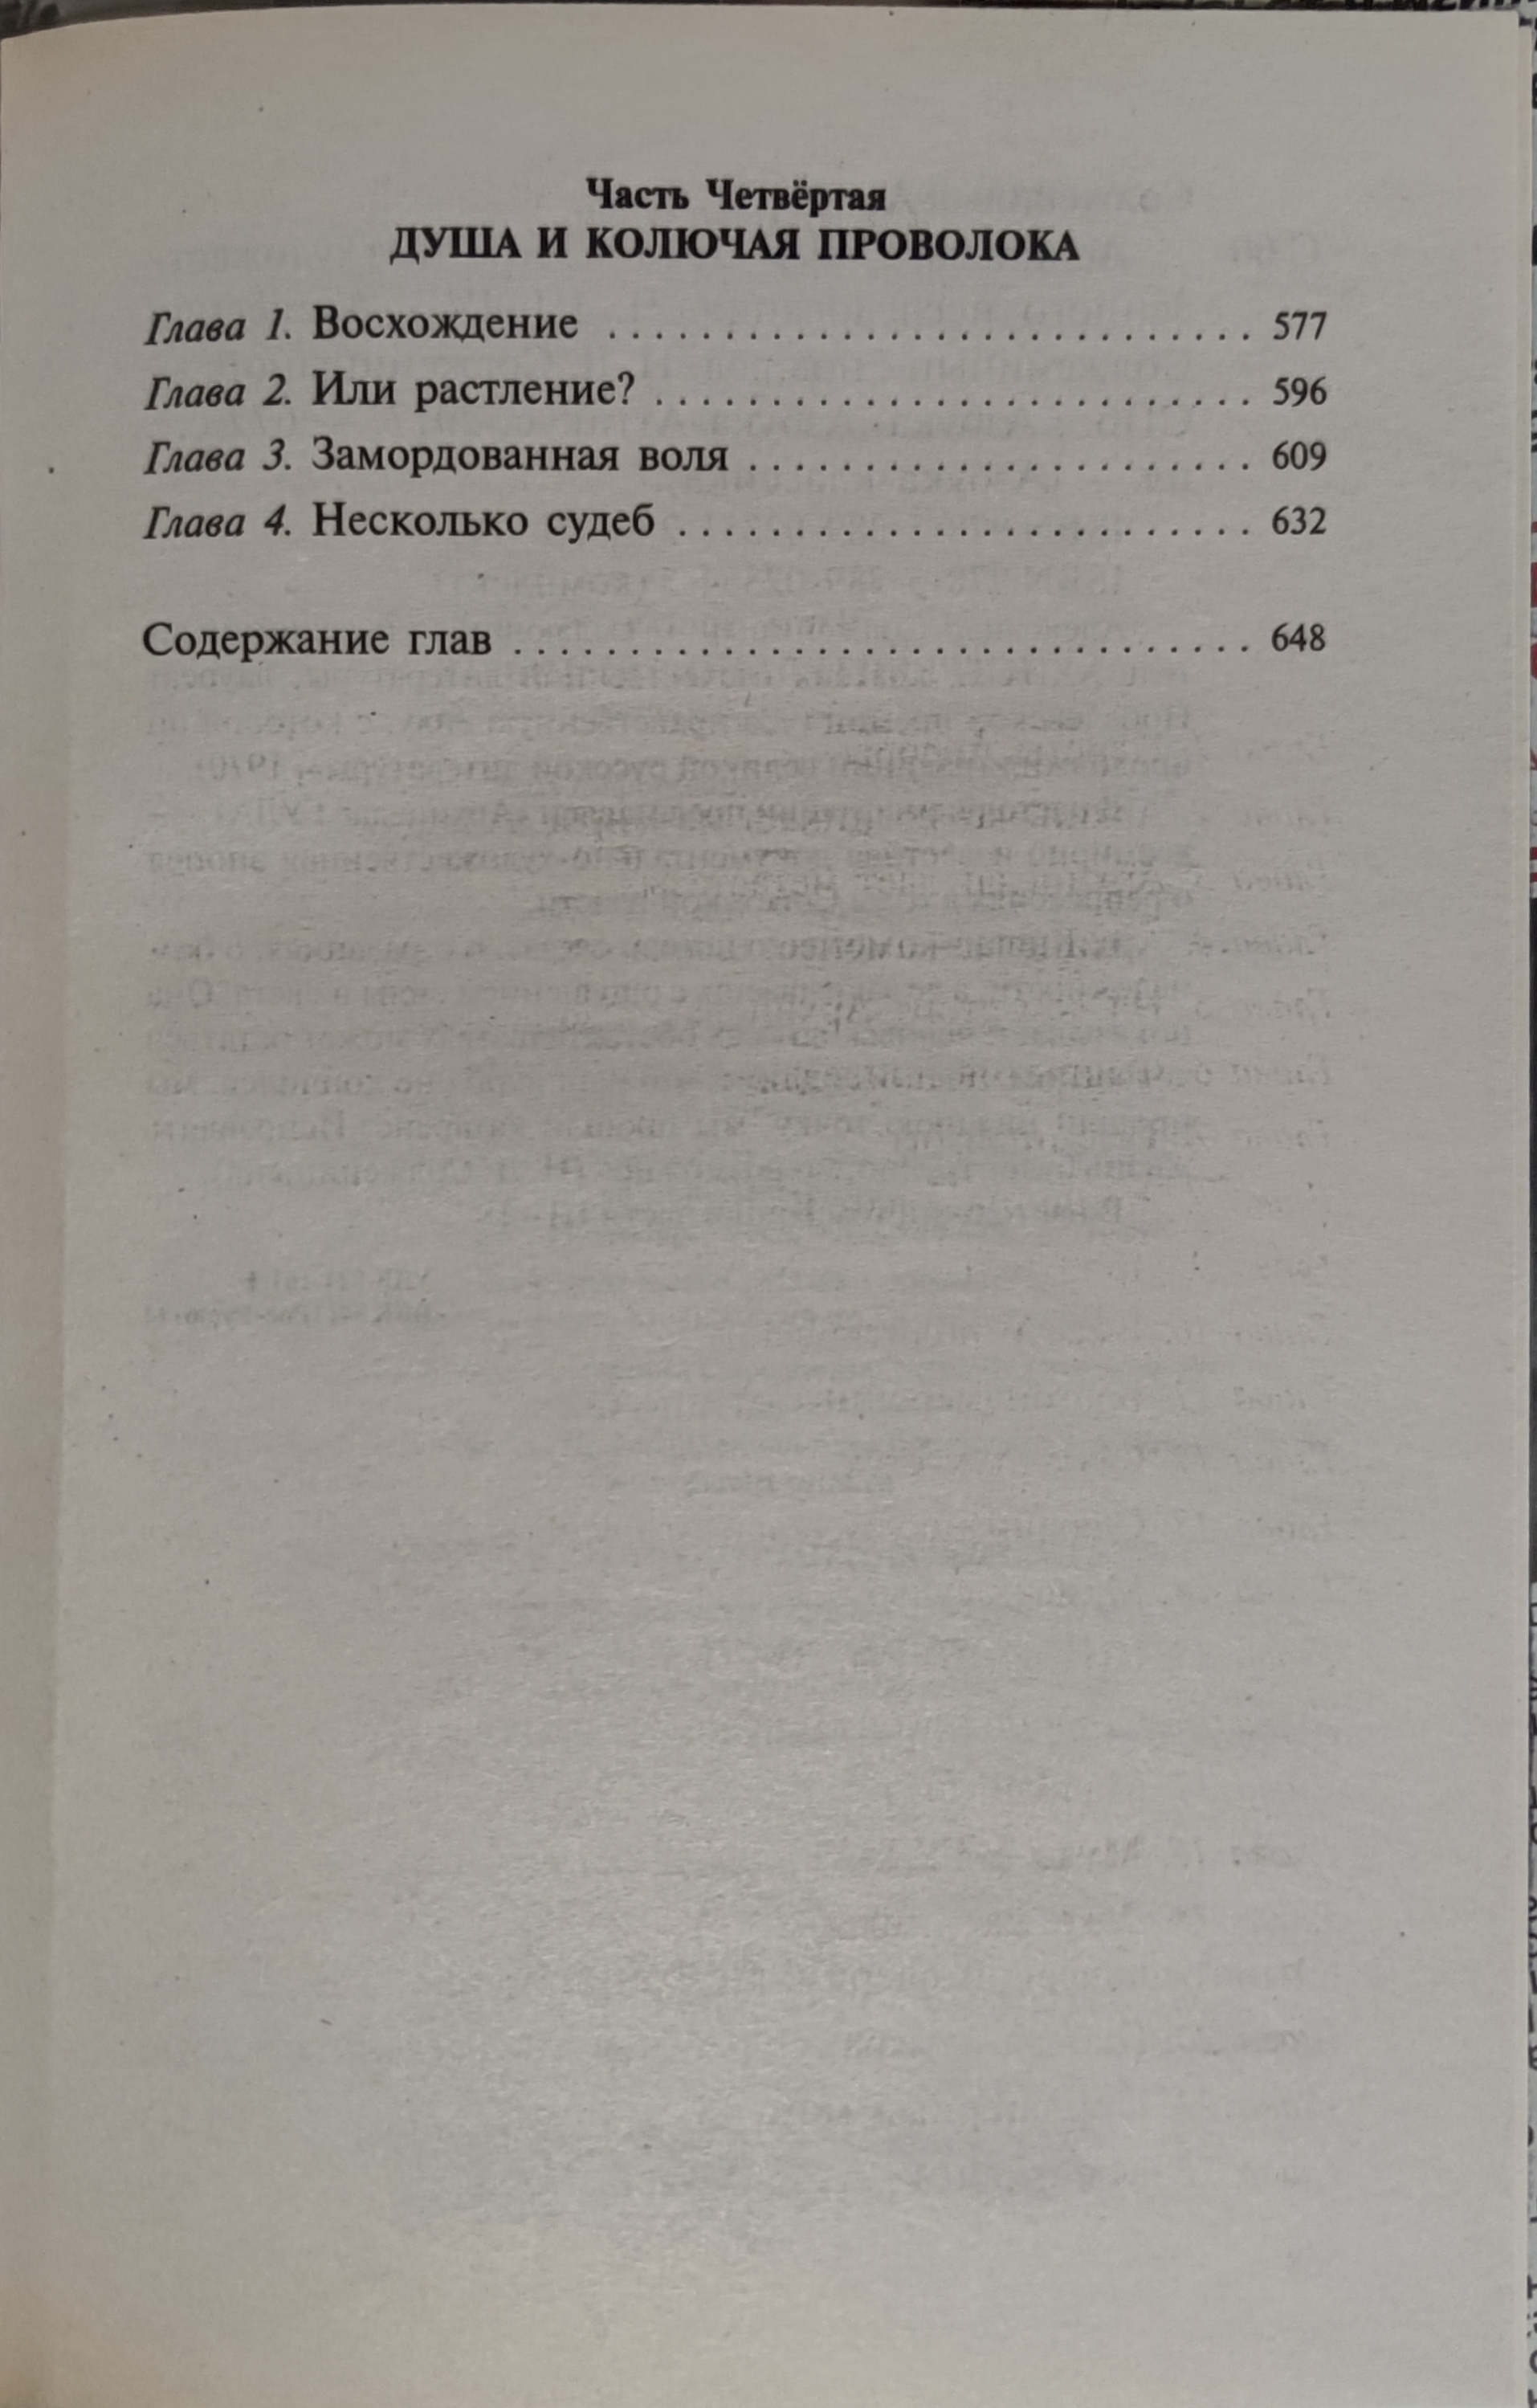 Часть Четвёртая
ДУША И КОЛЮЧАЯ ПРОВОЛОКА
Глава 1. Восхождение .............................. 577
Глава 2. Или растление? .......................... 596
Глава 3. Замордованная воля ...................... 609
Глава 4. Несколько судеб ......................... 632
Содержание глав ................................ 648